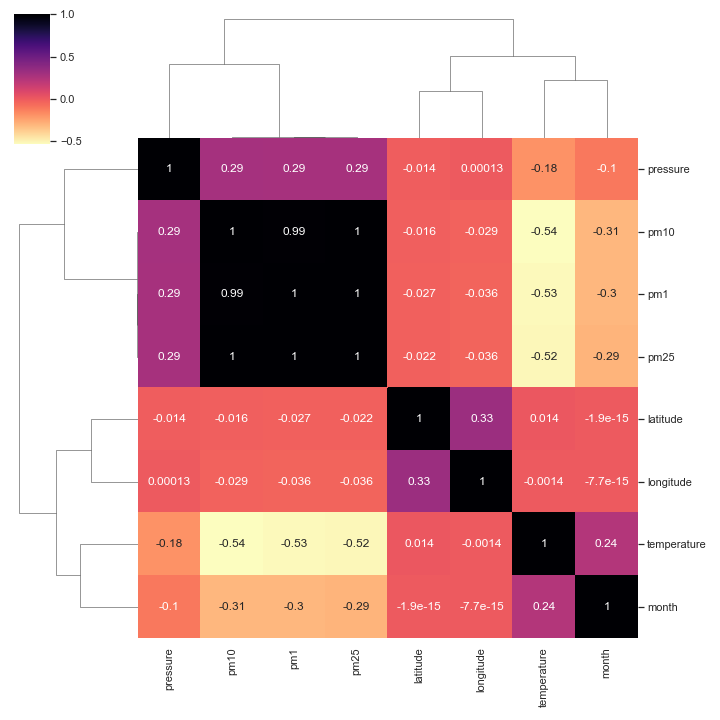 1.0
0.5
0.0
−0.5
1 0.29 0.29 0.29 -0.014 0.00013 -0.18 -0.1 pressure
0.29 1 0.99 1 -0.016 -0.029 -0.54 -0.31 pm10
0.29 0.99 1 1 -0.027 -0.036 -0.53 -0.3 pm1
0.29 1 1 1 -0.022 -0.036 -0.52 -0.29 pm25
-0.014 -0.016 -0.027 -0.022 1 0.33 0.014 -1.9e-15 latitude
0.00013 -0.029 -0.036 -0.036 0.33 1 -0.0014 -7.7e-15 longitude
-0.18 -0.54 -0.53 -0.52 0.014 -0.0014 1 0.24 temperature
-0.1 -0.31 -0.3 -0.29 -1.9e-15 -7.7e-15 0.24 1 month
pressure pm10 pm1 pm25 latitude longitude temperature month